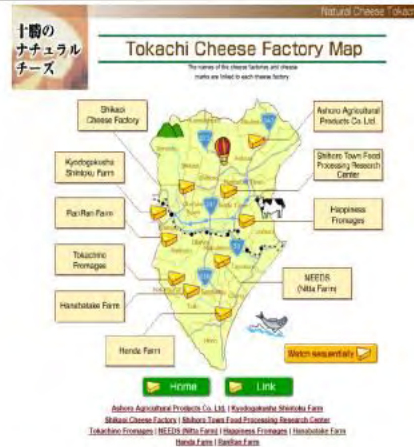 Natural Cheese Tokac
十勝の
ナチュラル
チーズ
Tokachi Cheese Factory Map
The names of the cheese factories and cheese
marks are linked to each cheese factory
Shikaoi
Cheese Factory
Ashoro Agricultural
Products Co. Ltd.
Kyodogakusha
Shintoku Farm
Shihoro Town Food
Processing Research
Center
RanRan Farm
Happiness
Fromages
Tokachino
Fromages
NEEDS
(Nitta Farm)
Hanabatake Farm
Handa Farm
Watch sequentially
Home
Link
Ashoro Agricultural Products Co. Ltd. | Kyodogakusha Shintoku Farm
Shikaoi Cheese Factory | Shihoro Town Food Processing Research Center
Tokachino Fromages | NEEDS (Nitta Farm) | Happiness Fromages | Hanabatake Farm
Handa Farm | RanRan Farm